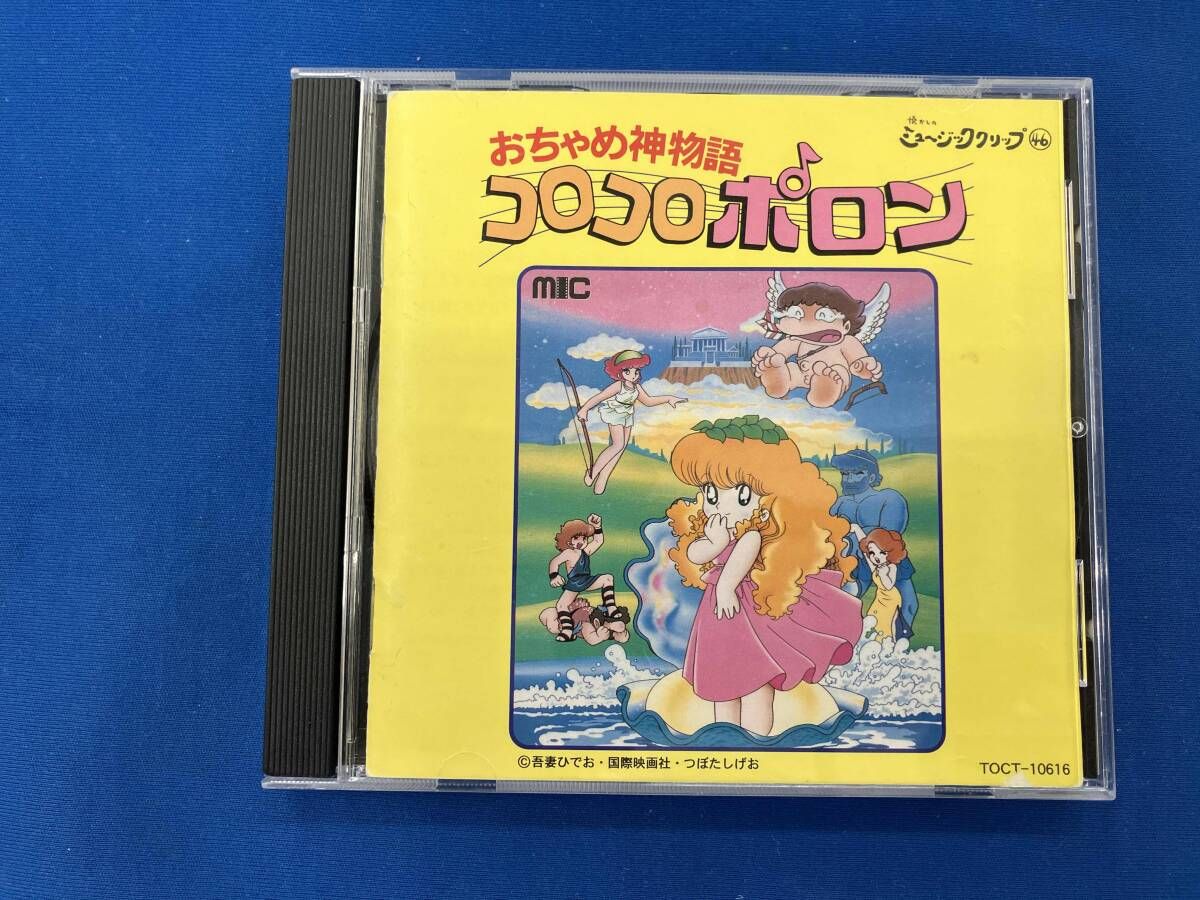 懐かしの
ミュージッククリップ 46
おちゃめ神物語
コロコロポロン
MIC
©吾妻ひでお・国際映画社・つぼたしげお
TOCT-10616